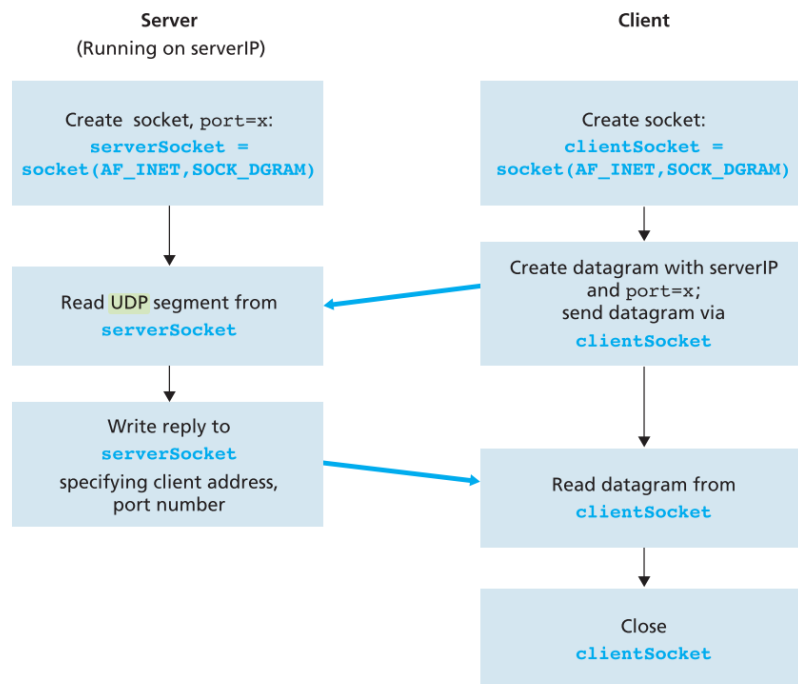 Server
(Running on serverIP)
Create socket, port=x:
serverSocket =
socket(AF_INET,SOCK_DGRAM)
Read UDP segment from
serverSocket
Write reply to
serverSocket
specifying client address,
port number
Client
Create socket:
clientSocket =
socket(AF_INET,SOCK_DGRAM)
Create datagram with serverIP
and port=x;
send datagram via
clientSocket
Read datagram from
clientSocket
Close
clientSocket